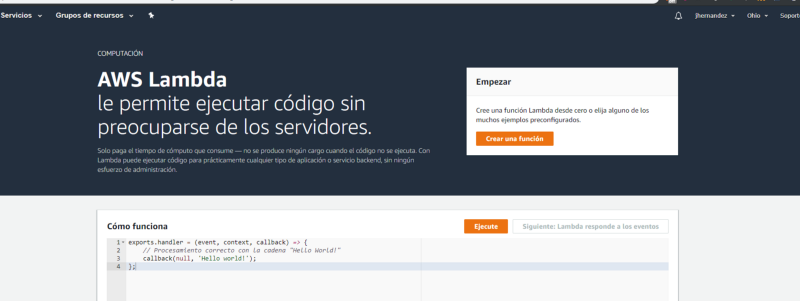 Servicios
Grupos de recursos
jhernandez
Ohio
Soport
COMPUTACIÓN
AWS Lambda
le permite ejecutar código sin
preocuparse de los servidores.
Solo paga el tiempo de cómputo que consume — no se produce ningún cargo cuando el código no se ejecuta. Con
Lambda puede ejecutar código para prácticamente cualquier tipo de aplicación o servicio backend, sin ningún
esfuerzo de administración.
Empezar
Cree una función Lambda desde cero o elija alguno de los
muchos ejemplos preconfigurados.
Crear una función
Cómo funciona
Ejecute
Siguiente: Lambda responde a los eventos
1 exports.handler = (event, context, callback) => {
2 // Procesamiento correcto con la cadena "Hello World!"
3 callback(null, 'Hello world!');
4 };